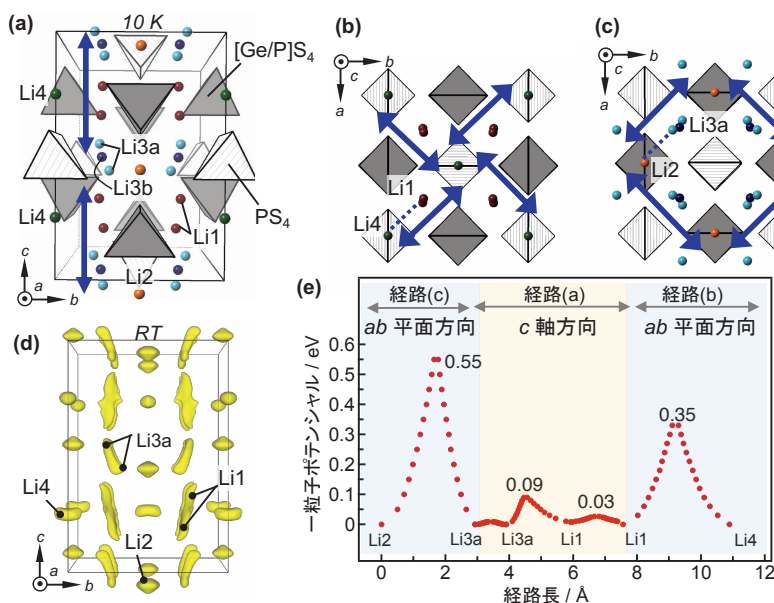 (a)
10 K
[Ge/P]S4
Li4
Li3a
Li3b
PS4
Li4
Li1
Li2
c
a
b
(b)
c
b
a
Li1
Li4
(c)
c
b
a
Li3a
Li2
(d)
RT
Li3a
Li4
Li1
Li2
c
a
b
(e)
経路(c)
経路(a)
経路(b)
ab 平面方向
c 軸方向
ab 平面方向
一粒子ポテンシャル / eV
0.6
0.5
0.4
0.3
0.2
0.1
0
0.55
0.09
0.03
0.35
Li2
Li3a
Li3a
Li1
Li1
Li4
0 2 4 6 8 10 12
経路長 / Å